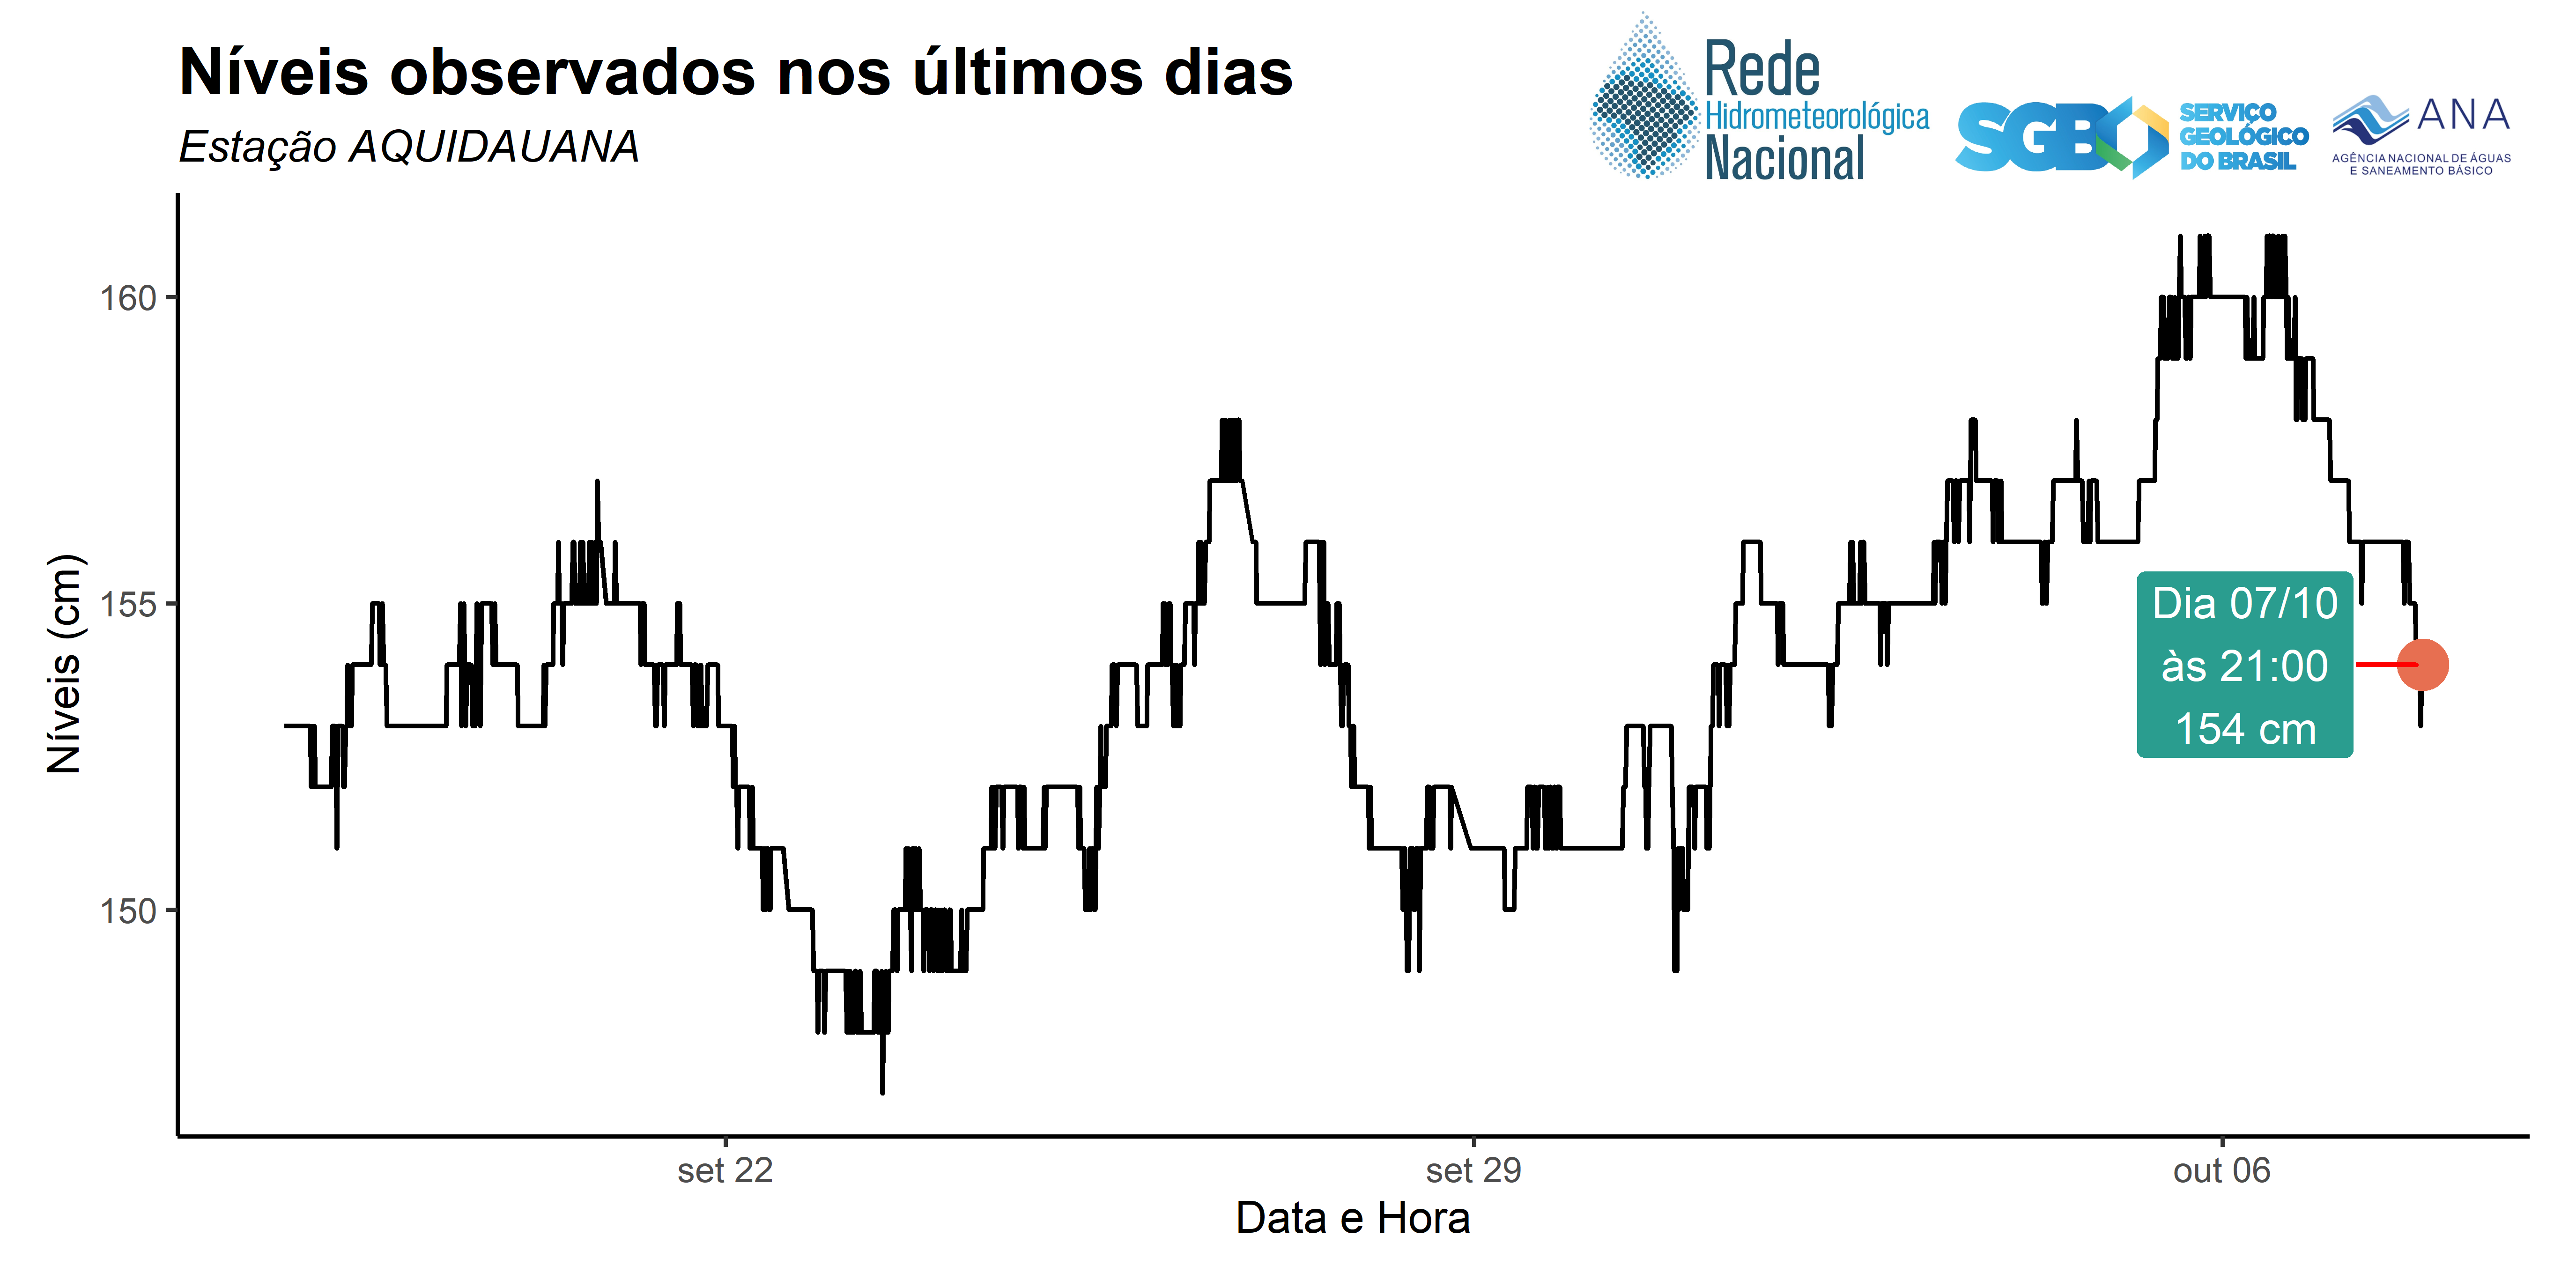 Níveis observados nos últimos dias
Estação AQUIDAUANA
Rede
Hidrometeorológica
Nacional
SGB
SERVIÇO
GEOLÓGICO
DO BRASIL
ANA
AGÊNCIA NACIONAL DE ÁGUAS
E SANEAMENTO BÁSICO
Níveis (cm)
160
155
150
Dia 07/10
às 21:00
154 cm
set 22
set 29
out 06
Data e Hora